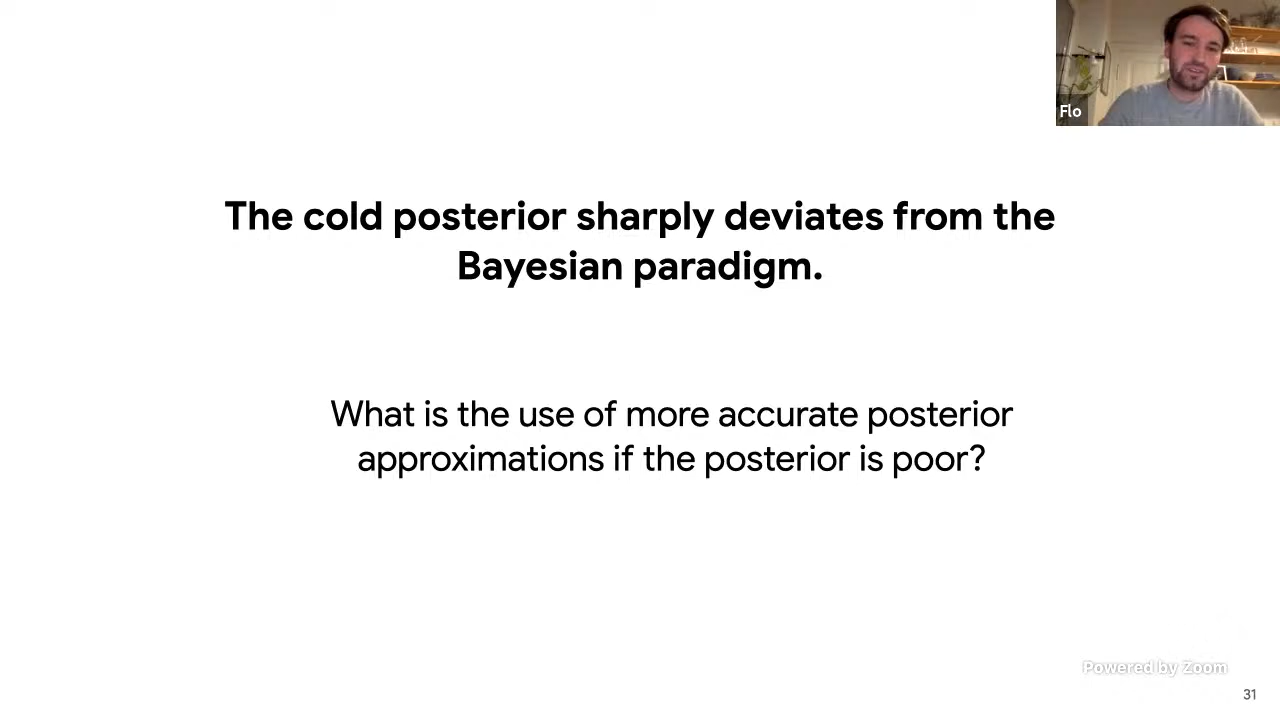 Flo
The cold posterior sharply deviates from the
Bayesian paradigm.
What is the use of more accurate posterior
approximations if the posterior is poor?
Powered by Zoom
31